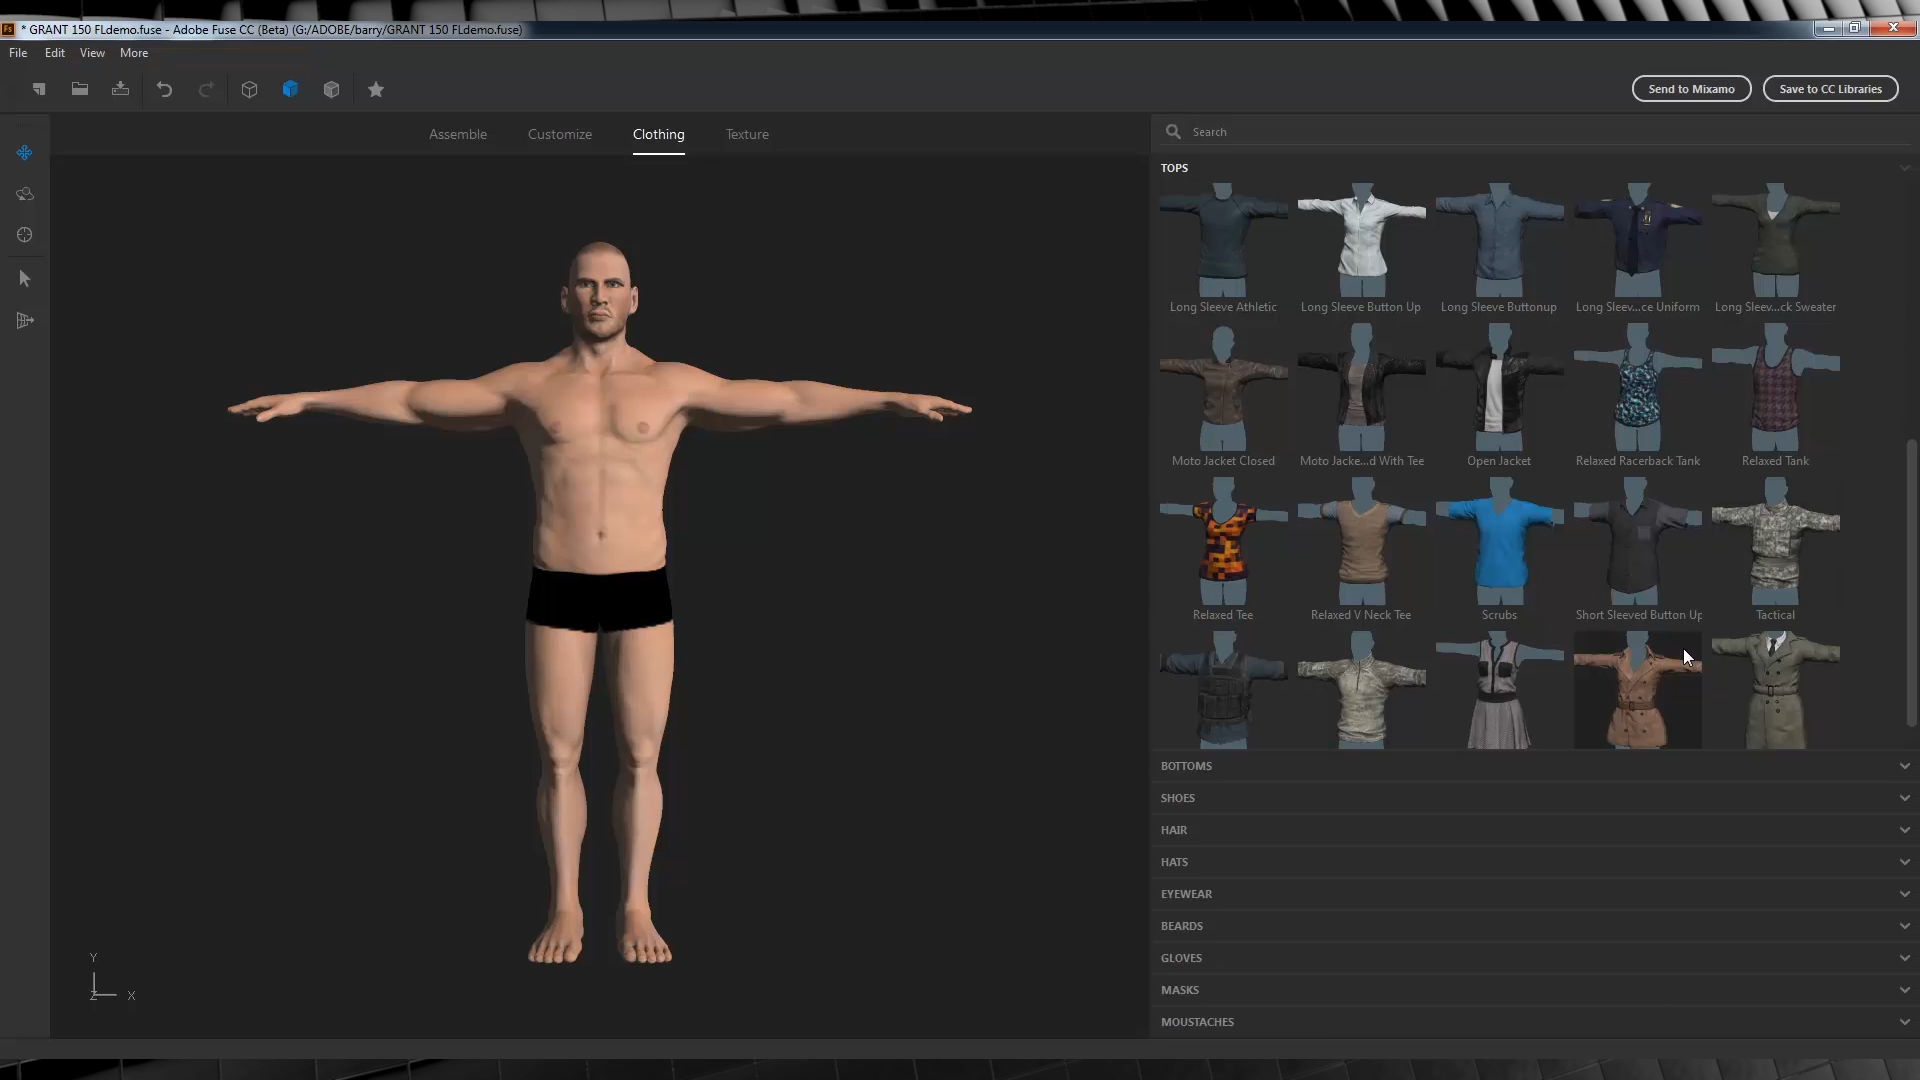 Fs * GRANT 150 FLdemo.fuse - Adobe Fuse CC (Beta) (G:/ADOBE/barry/GRANT 150 FLdemo.fuse)
File Edit View More
Send to Mixamo Save to CC Libraries
Assemble Customize Clothing Texture
Search
TOPS
Long Sleeve Athletic Long Sleeve Button Up Long Sleeve Buttonup Long Sleev...ce Uniform Long Sleev...ck Sweater
Moto Jacket Closed Moto Jacke...d With Tee Open Jacket Relaxed Racerback Tank Relaxed Tank
Relaxed Tee Relaxed V Neck Tee Scrubs Short Sleeved Button Up Tactical
BOTTOMS
SHOES
HAIR
HATS
EYEWEAR
BEARDS
GLOVES
MASKS
MOUSTACHES
Y
Z X